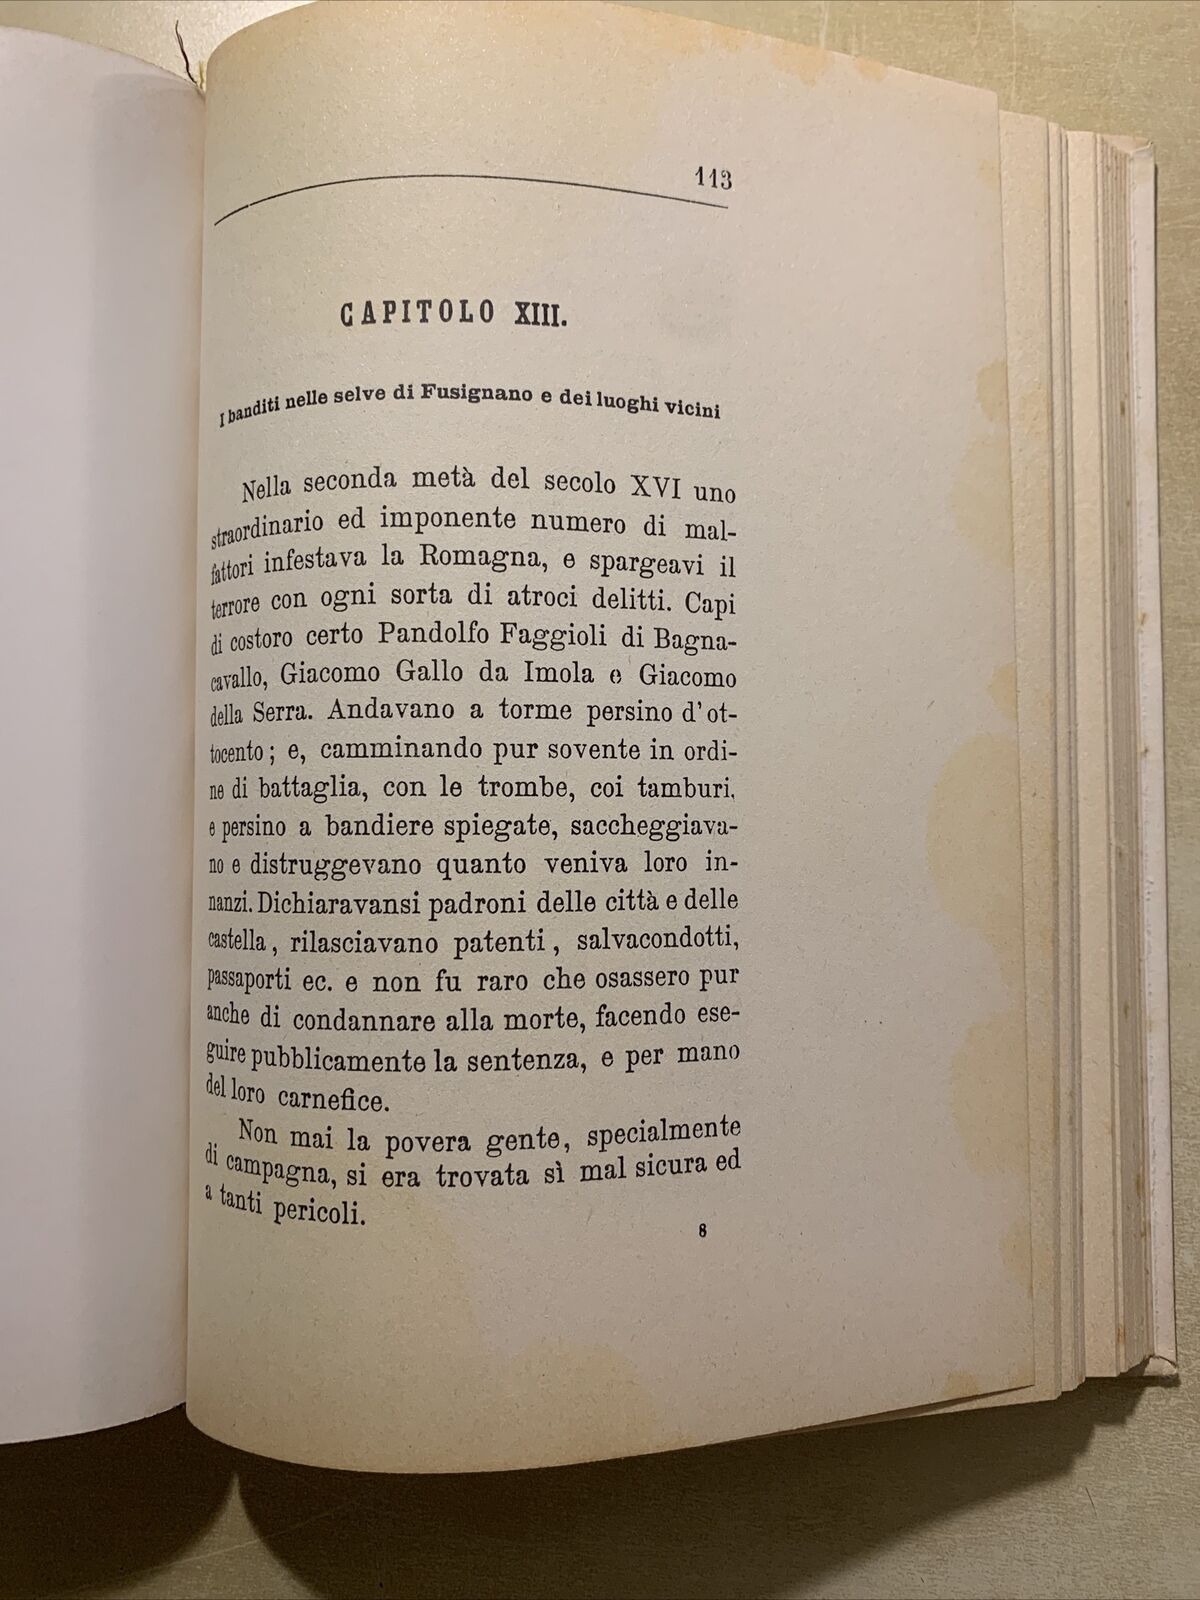 113
CAPITOLO XIII.
I banditi nelle selve di Fusignano e dei luoghi vicini
Nella seconda metà del secolo XVI uno
straordinario ed imponente numero di mal-
fattori infestava la Romagna, e spargeavi il
terrore con ogni sorta di atroci delitti. Capi
di costoro certo Pandolfo Faggioli di Bagna-
cavallo, Giacomo Gallo da Imola e Giacomo
della Serra. Andavano a torme persino d'ot-
tocento; e, camminando pur sovente in ordi-
ne di battaglia, con le trombe, coi tamburi,
e persino a bandiere spiegate, saccheggiava-
no e distruggevano quanto veniva loro in-
nanzi. Dichiaravansi padroni delle città e delle
castella, rilasciavano patenti, salvacondotti,
passaporti ec. e non fu raro che osassero pur
anche di condannare alla morte, facendo ese-
guire pubblicamente la sentenza, e per mano
del loro carnefice.
Non mai la povera gente, specialmente
di campagna, si era trovata sì mal sicura ed
a tanti pericoli.
8